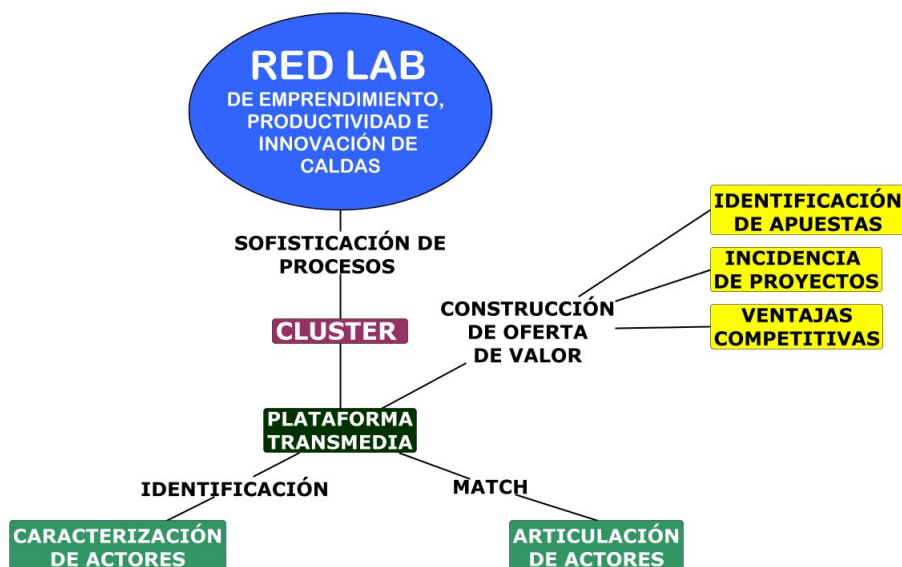 RED LAB
DE EMPRENDIMIENTO,
PRODUCTIVIDAD E
INNOVACIÓN DE
CALDAS
SOFISTICACIÓN DE
PROCESOS
CLUSTER
IDENTIFICACIÓN
DE APUESTAS
INCIDENCIA
DE PROYECTOS
VENTAJAS
COMPETITIVAS
CONSTRUCCIÓN
DE OFERTA
DE VALOR
PLATAFORMA
TRANSMEDIA
IDENTIFICACIÓN
MATCH
CARACTERIZACIÓN
DE ACTORES
ARTICULACIÓN
DE ACTORES